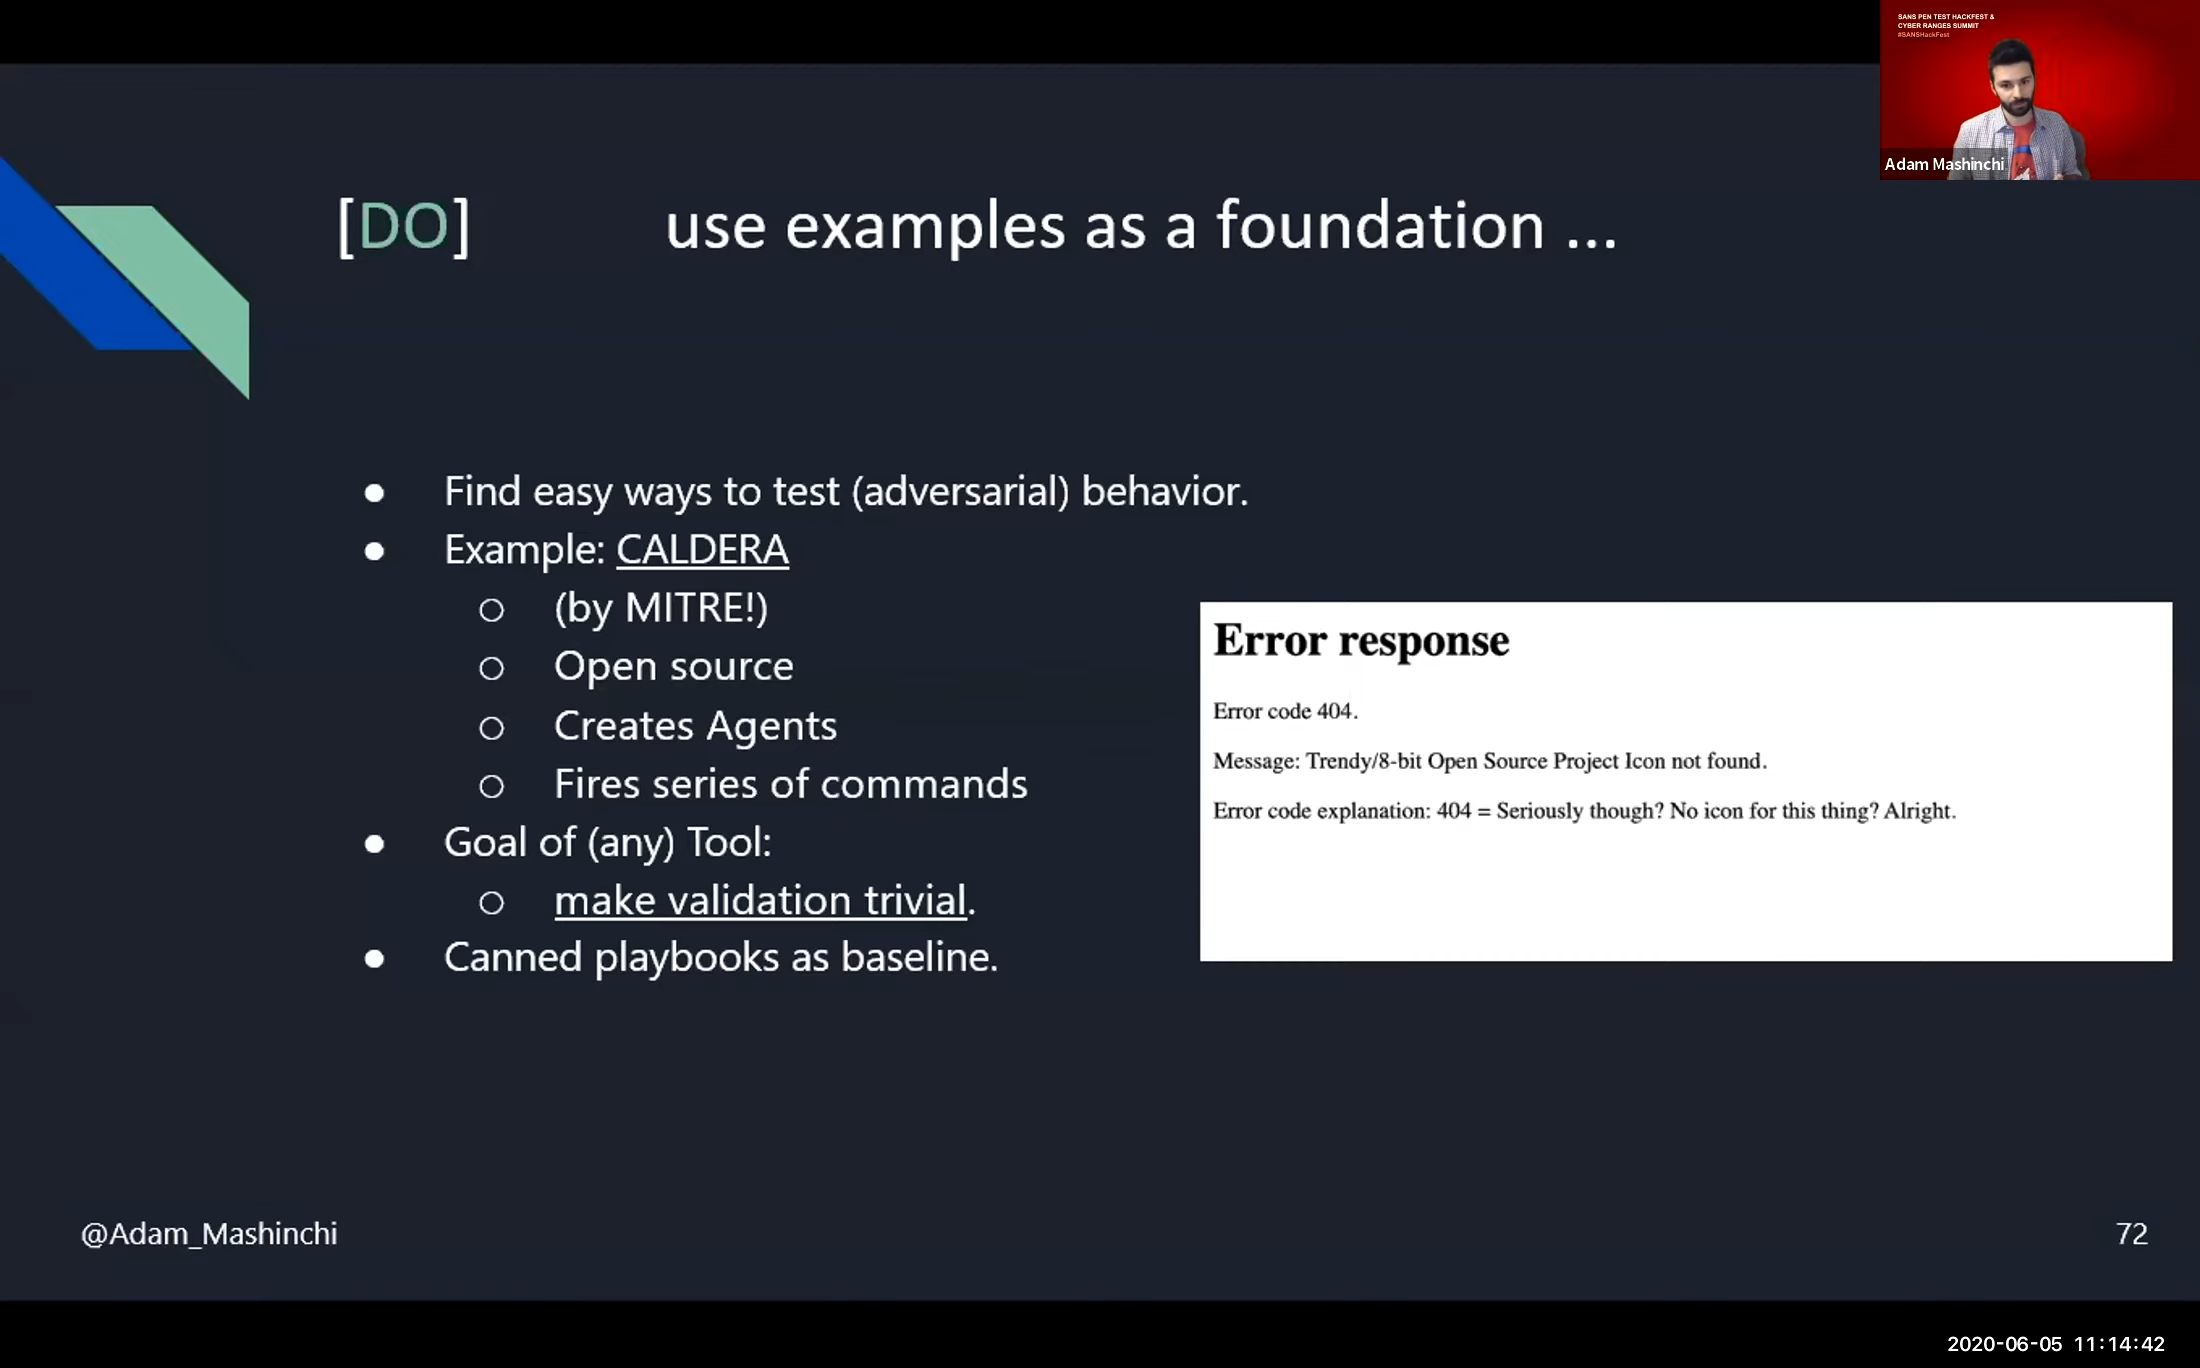 SANS PEN TEST HACKFEST &
CYBER RANGES SUMMIT
#SANSHackFest
Adam Mashinchi
[DO] use examples as a foundation ...
● Find easy ways to test (adversarial) behavior.
● Example: CALDERA
○ (by MITRE!)
○ Open source
○ Creates Agents
○ Fires series of commands
● Goal of (any) Tool:
○ make validation trivial.
● Canned playbooks as baseline.
Error response
Error code 404.
Message: Trendy/8-bit Open Source Project Icon not found.
Error code explanation: 404 = Seriously though? No icon for this thing? Alright.
@Adam_Mashinchi
72
2020-06-05 11:14:42